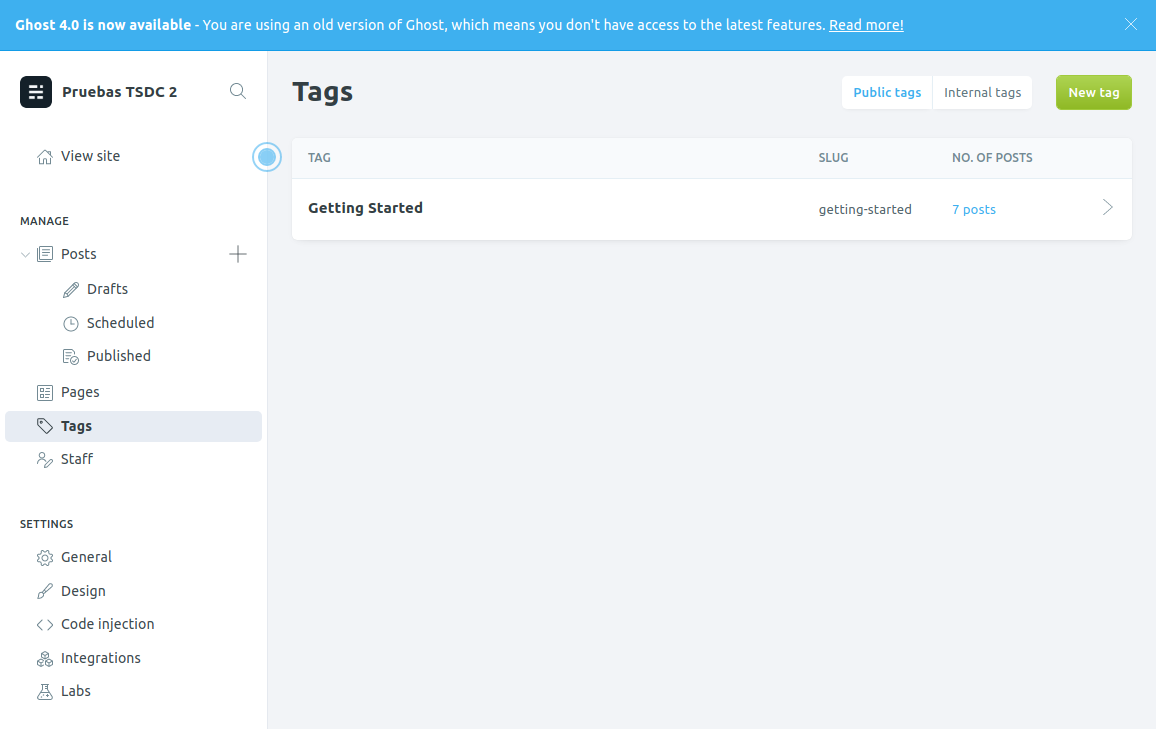 Ghost 4.0 is now available - You are using an old version of Ghost, which means you don't have access to the latest features. Read more!
Pruebas TSDC 2
View site
MANAGE
Posts
Drafts
Scheduled
Published
Pages
Tags
Staff
SETTINGS
General
Design
Code injection
Integrations
Labs
Tags
Public tags Internal tags New tag
TAG SLUG NO. OF POSTS
Getting Started getting-started 7 posts